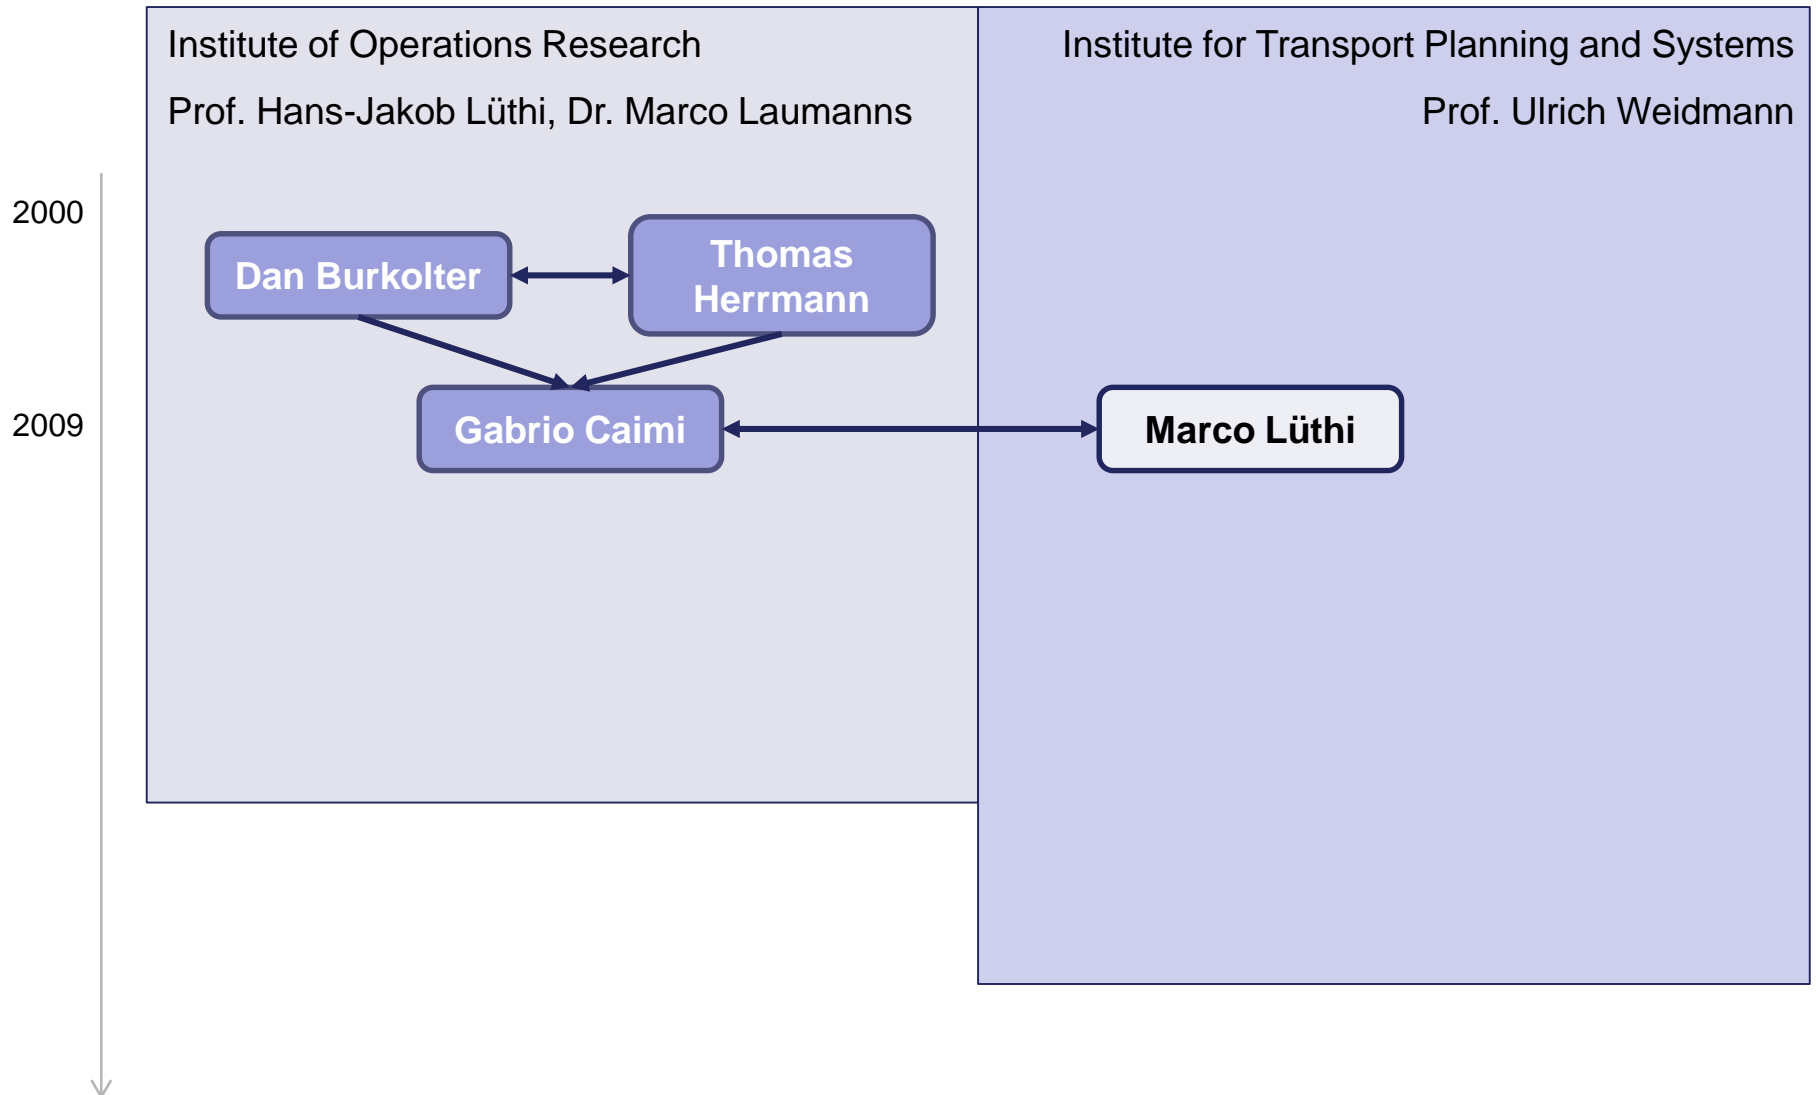 Institute of Operations Research
Prof. Hans-Jakob Lüthi, Dr. Marco Laumanns
Institute for Transport Planning and Systems
Prof. Ulrich Weidmann
2000
Dan Burkolter
Thomas
Herrmann
2009
Gabrio Caimi
Marco Lüthi